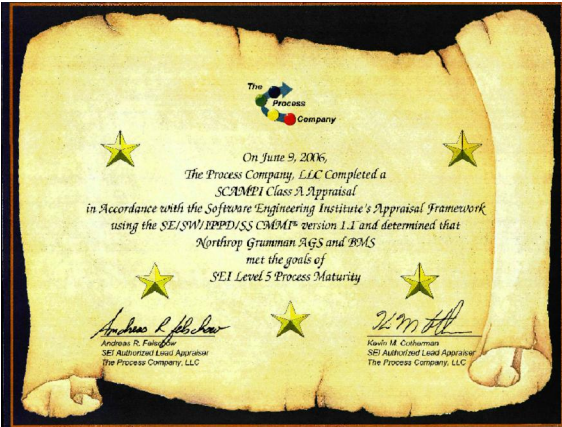 The
Process
Company
On June 9, 2006,
The Process Company, LLC Completed a
SCAMPI Class A Appraisal
in Accordance with the Software Engineering Institute's Appraisal Framework
using the SE/SW/IPPD/SS CMMI® version 1.1 and determined that
Northrop Grumman AGS and BMS
met the goals of
SEI Level 5 Process Maturity
Andreas R. Felschow
Andreas R. Felschow
SEI Authorized Lead Appraiser
The Process Company, LLC
Kevin M. Cotherman
SEI Authorized Lead Appraiser
The Process Company, LLC